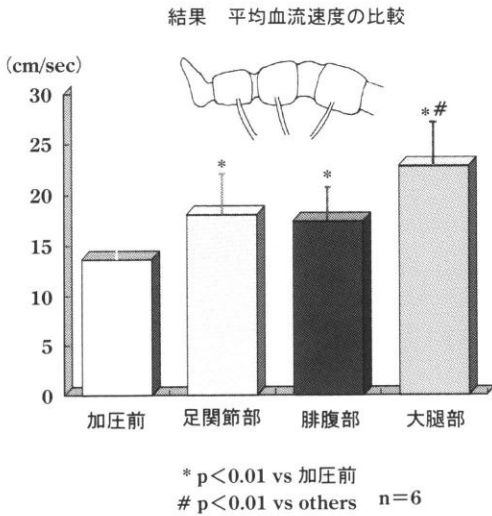 結果　平均血流速度の比較
(cm/sec)
30
25
20
15
10
5
0
*
*
*#
加圧前　足関節部　腓腹部　大腿部
* p<0.01 vs 加圧前
# p<0.01 vs others　n=6